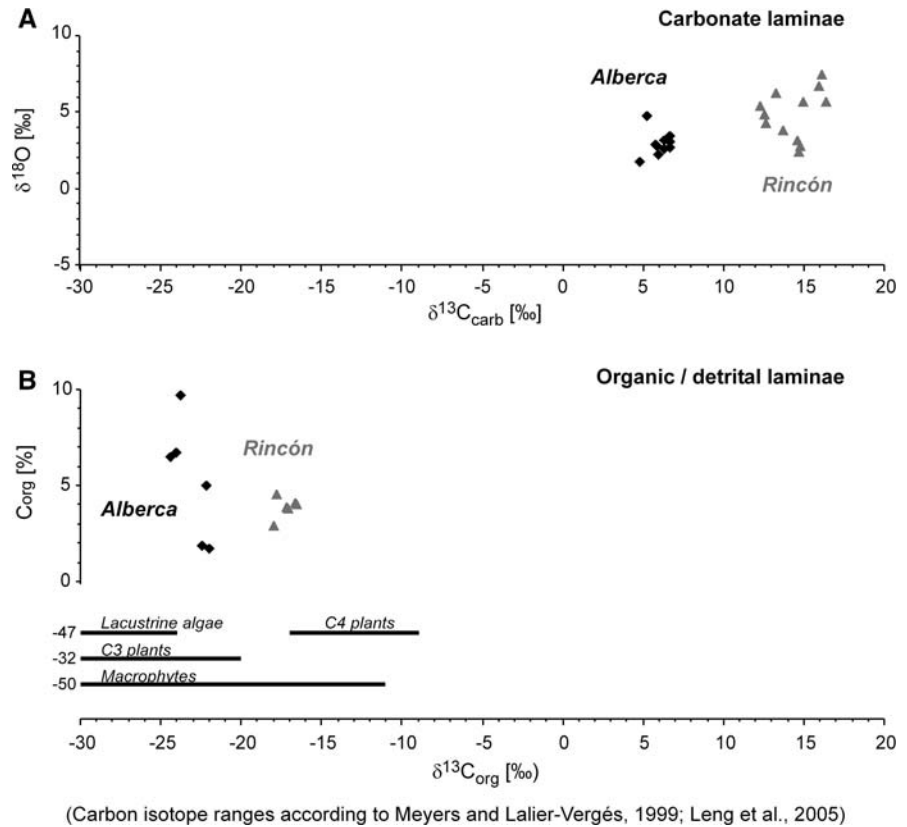 A
Carbonate laminae
10
5
0
-5
δ18O [‰]
Alberca
Rincón
-30 -25 -20 -15 -10 -5 0 5 10 15 20
δ13Ccarb [‰]
B
Organic / detrital laminae
10
5
0
Corg [%]
Rincón
Alberca
-47 Lacustrine algae C4 plants
-32 C3 plants
-50 Macrophytes
-30 -25 -20 -15 -10 -5 0 5 10 15 20
δ13Corg [‰)
(Carbon isotope ranges according to Meyers and Lalier-Vergés, 1999; Leng et al., 2005)